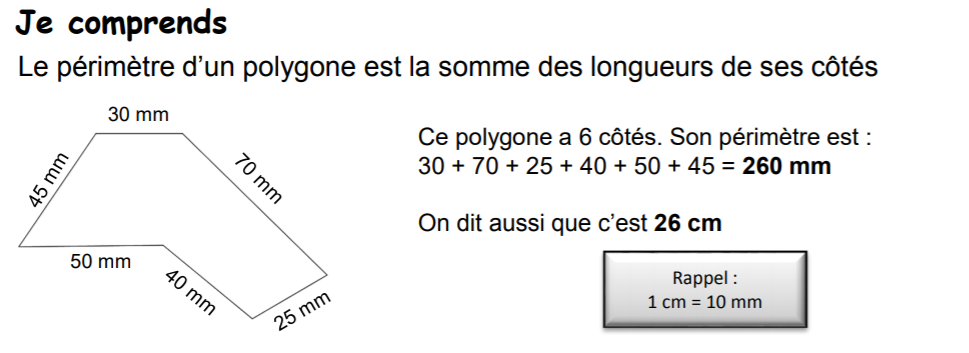 Je comprends
Le périmètre d’un polygone est la somme des longueurs de ses côtés
30 mm
45 mm
70 mm
50 mm
40 mm
25 mm
Ce polygone a 6 côtés. Son périmètre est :
30 + 70 + 25 + 40 + 50 + 45 = 260 mm
On dit aussi que c’est 26 cm
Rappel :
1 cm = 10 mm